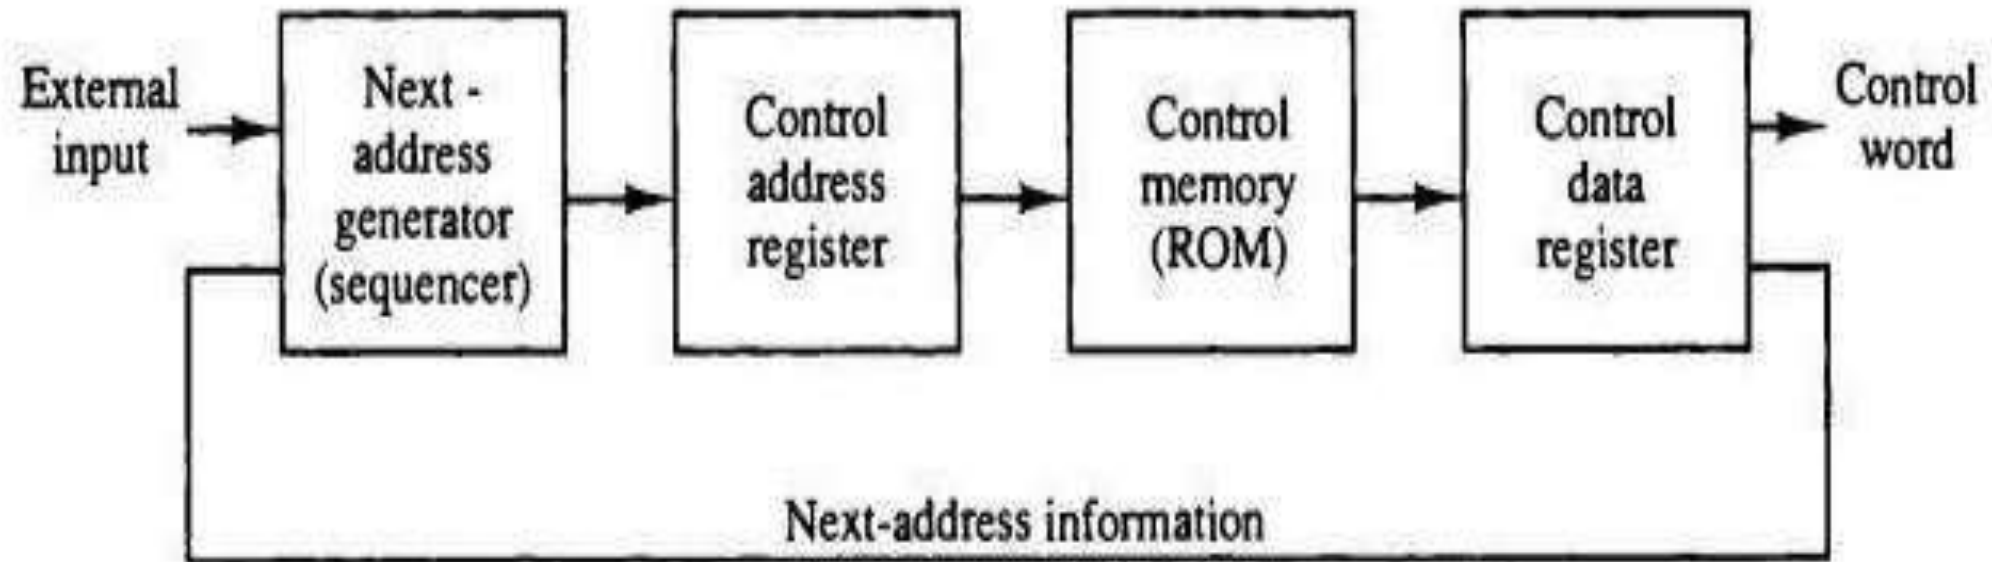 External
input
Next -
address
generator
(sequencer)
Control
address
register
Control
memory
(ROM)
Control
data
register
Control
word
Next-address information